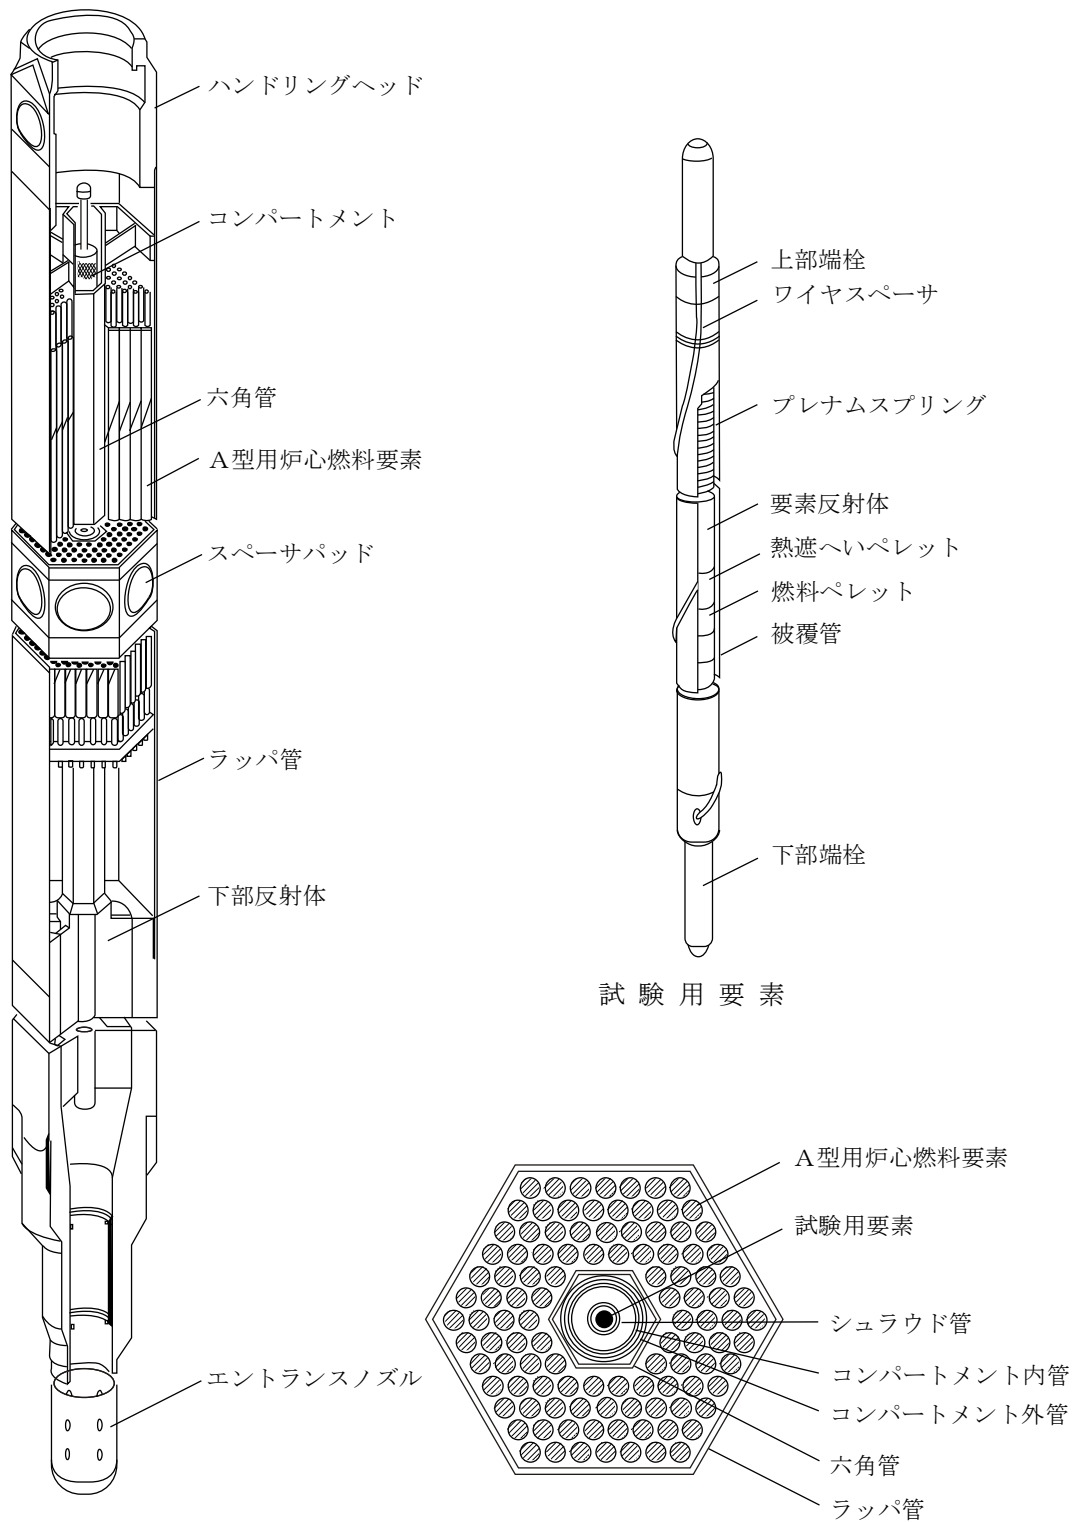 ハンドリングヘッド
コンパートメント
六角管
A型用炉心燃料要素
スペーサパッド
ラッパ管
下部反射体
エントランスノズル
上部端栓
ワイヤスペーサ
プレナムスプリング
要素反射体
熱遮へいペレット
燃料ペレット
被覆管
下部端栓
試験用要素
A型用炉心燃料要素
試験用要素
シュラウド管
コンパートメント内管
コンパートメント外管
六角管
ラッパ管